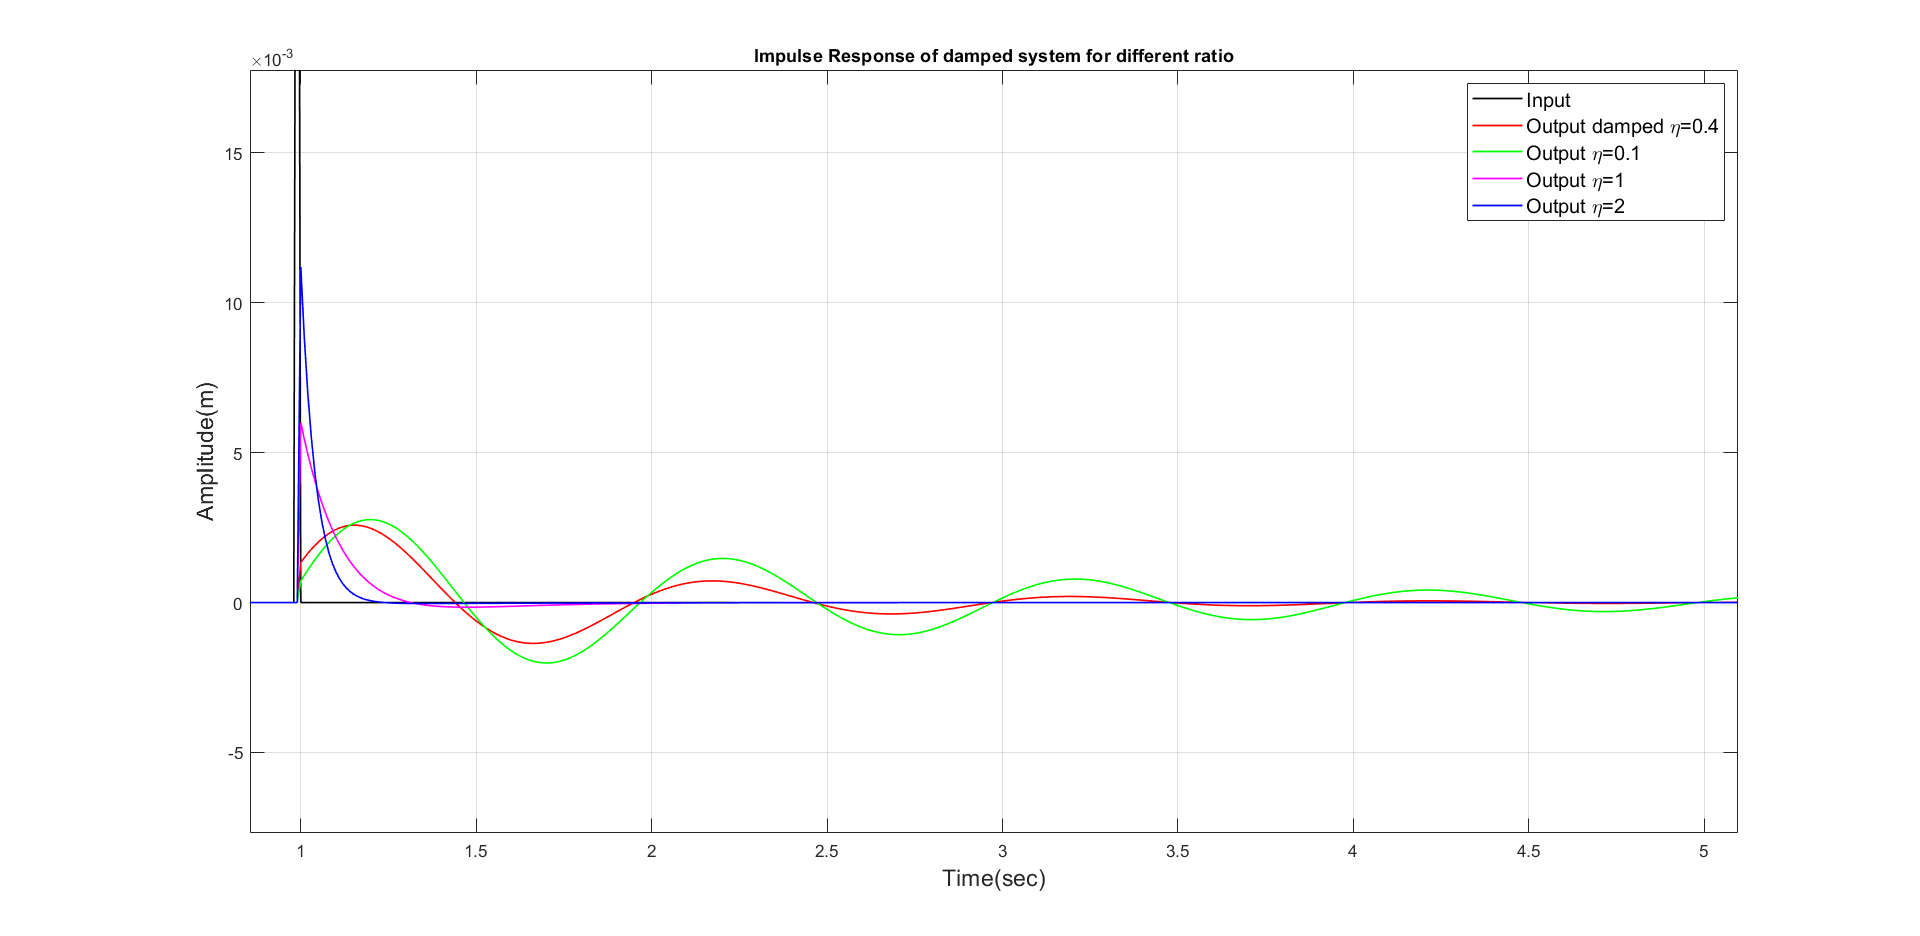 Impulse Response of damped system for different ratio
×10-3
15
10
5
0
-5
Amplitude(m)
1 1.5 2 2.5 3 3.5 4 4.5 5
Time(sec)
Input
Output damped η=0.4
Output η=0.1
Output η=1
Output η=2